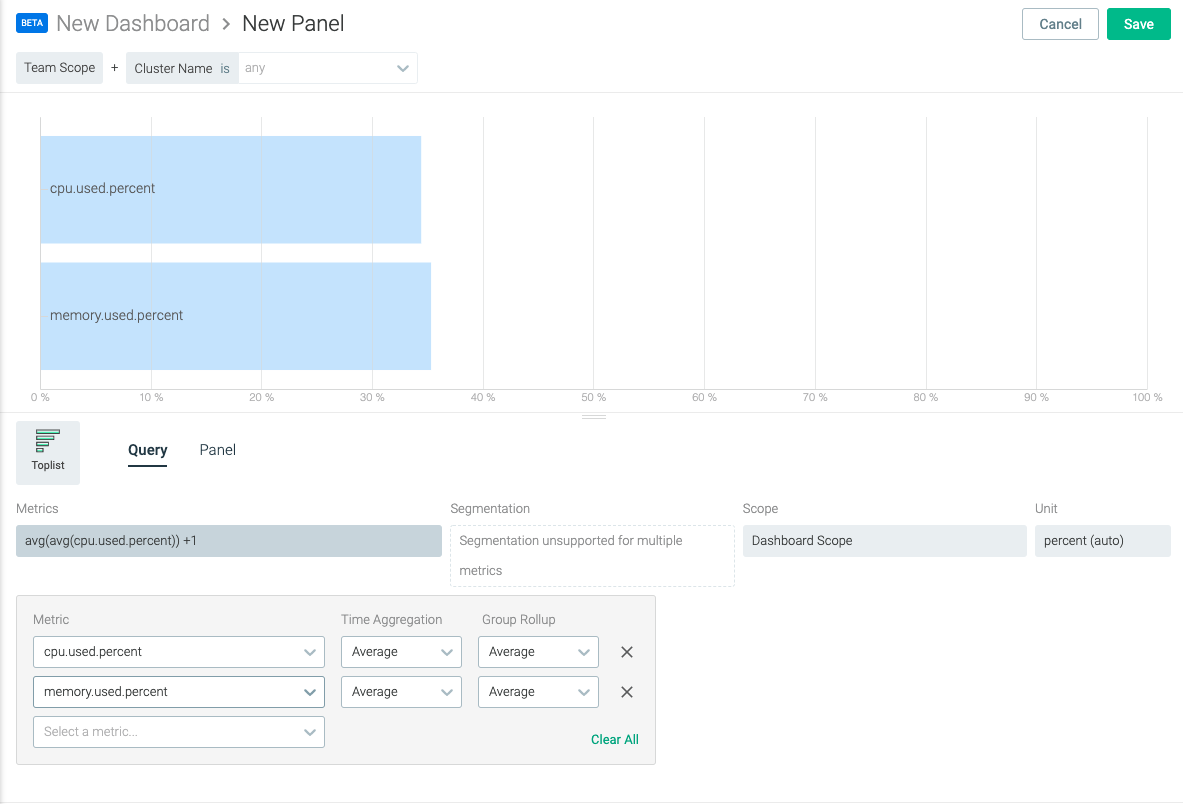 BETA New Dashboard > New Panel Cancel Save
Team Scope + Cluster Name is any
cpu.used.percent
memory.used.percent
0 % 10 % 20 % 30 % 40 % 50 % 60 % 70 % 80 % 90 % 100 %
Toplist Query Panel
Metrics Segmentation Scope Unit
avg(avg(cpu.used.percent)) +1 Segmentation unsupported for multiple Dashboard Scope percent (auto)
metrics
Metric Time Aggregation Group Rollup
cpu.used.percent Average Average
memory.used.percent Average Average
Select a metric...
Clear All